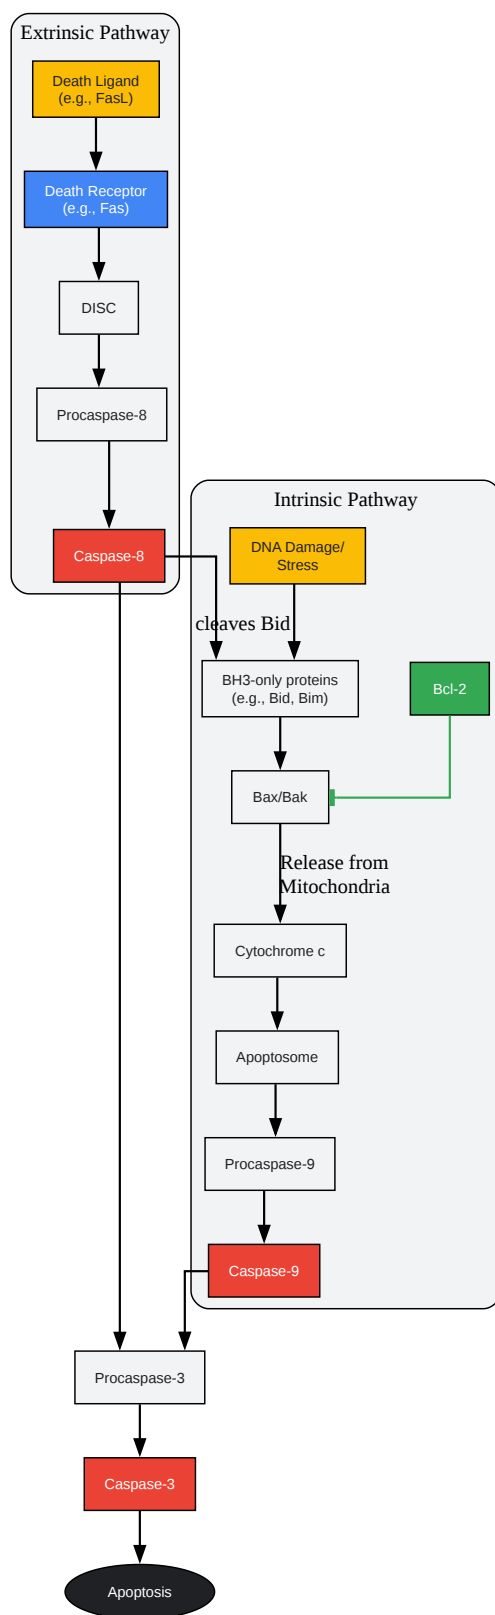 Extrinsic Pathway
Death Ligand
(e.g., FasL)
Death Receptor
(e.g., Fas)
DISC
Procaspase-8
Caspase-8
Intrinsic Pathway
DNA Damage/
Stress
cleaves Bid
BH3-only proteins
(e.g., Bid, Bim)
Bcl-2
Bax/Bak
Release from
Mitochondria
Cytochrome c
Apoptosome
Procaspase-9
Caspase-9
Procaspase-3
Caspase-3
Apoptosis